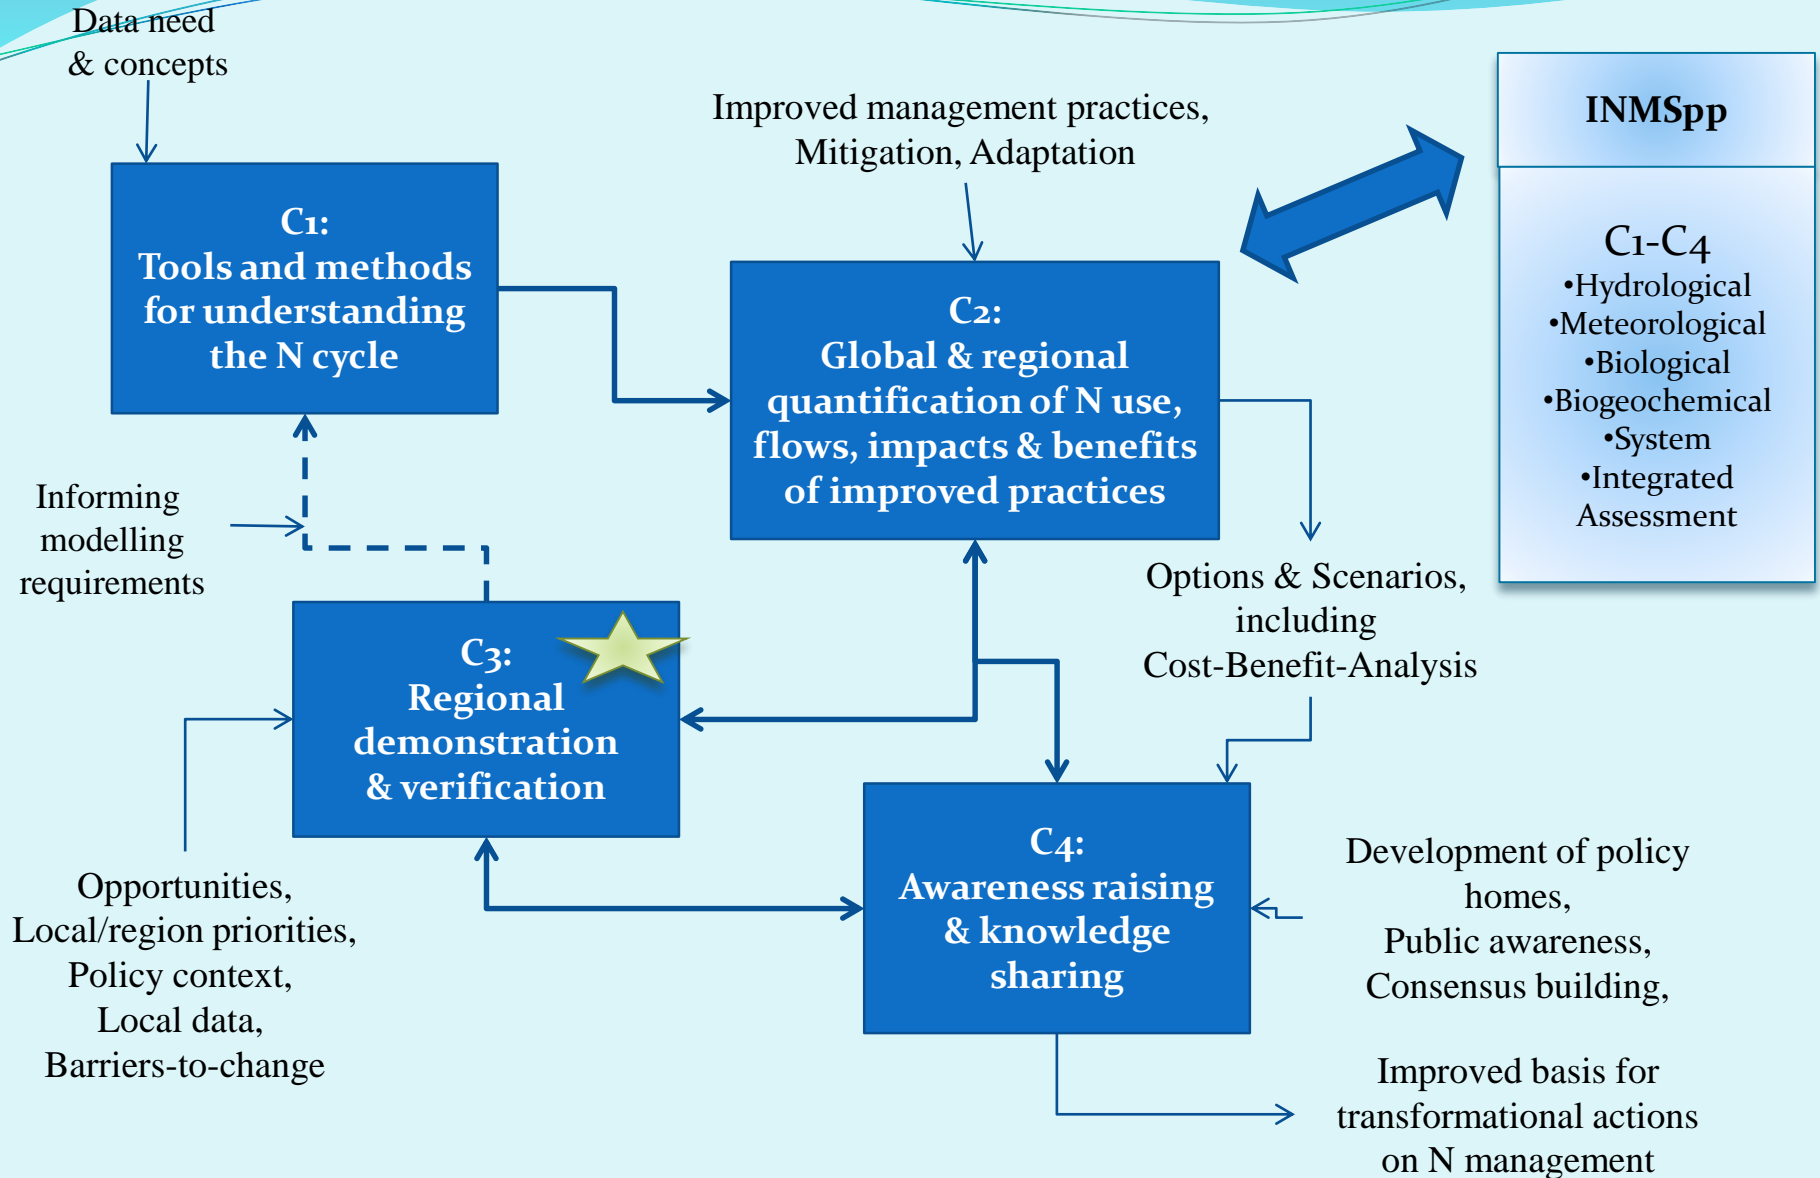 Data need
& concepts
Improved management practices,
Mitigation, Adaptation
INMSpp
C1-C4
•Hydrological
•Meteorological
•Biological
•Biogeochemical
•System
•Integrated
Assessment
C1:
Tools and methods
for understanding
the N cycle
C2:
Global & regional
quantification of N use,
flows, impacts & benefits
of improved practices
Informing
modelling
requirements
Options & Scenarios,
including
Cost-Benefit-Analysis
C3:
Regional
demonstration
& verification
C4:
Awareness raising
& knowledge
sharing
Opportunities,
Local/region priorities,
Policy context,
Local data,
Barriers-to-change
Development of policy
homes,
Public awareness,
Consensus building,
Improved basis for
transformational actions
on N management